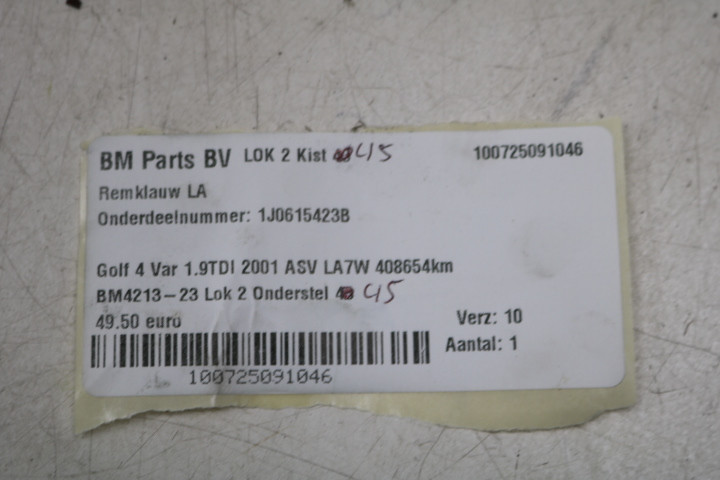 BM Parts BV LOK 2 Kist 45 100725091046
Remklauw LA
Onderdeelnummer: 1J0615423B
Golf 4 Var 1.9TDI 2001 ASV LA7W 408654km
BM4213-23 Lok 2 Onderstel 45
49.50 euro Verz: 10
Aantal: 1
100725091046